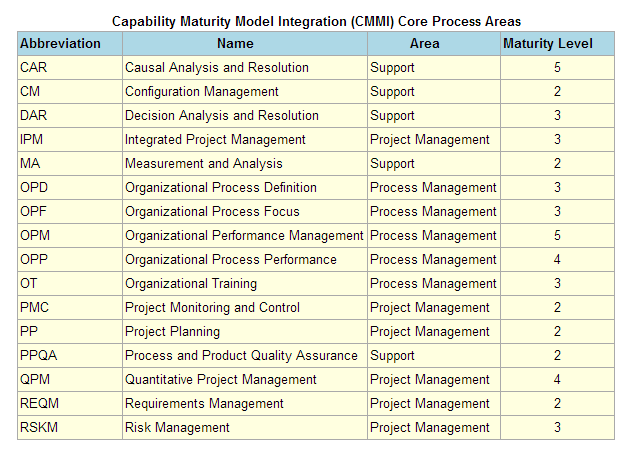 Capability Maturity Model Integration (CMMI) Core Process Areas
Abbreviation Name Area Maturity Level
CAR Causal Analysis and Resolution Support 5
CM Configuration Management Support 2
DAR Decision Analysis and Resolution Support 3
IPM Integrated Project Management Project Management 3
MA Measurement and Analysis Support 2
OPD Organizational Process Definition Process Management 3
OPF Organizational Process Focus Process Management 3
OPM Organizational Performance Management Process Management 5
OPP Organizational Process Performance Process Management 4
OT Organizational Training Process Management 3
PMC Project Monitoring and Control Project Management 2
PP Project Planning Project Management 2
PPQA Process and Product Quality Assurance Support 2
QPM Quantitative Project Management Project Management 4
REQM Requirements Management Project Management 2
RSKM Risk Management Project Management 3